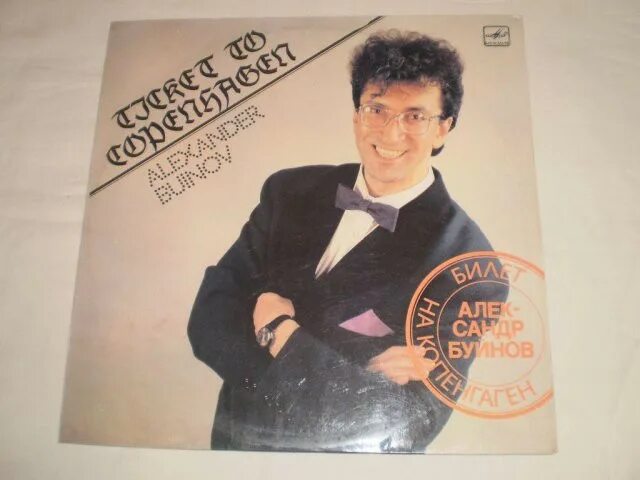 TICKET TO
COPENHAGEN
ALEXANDER
BUINOV
БИЛЕТ
НА КОПЕНГАГЕН
АЛЕК-
САНДР
БУЙНОВ